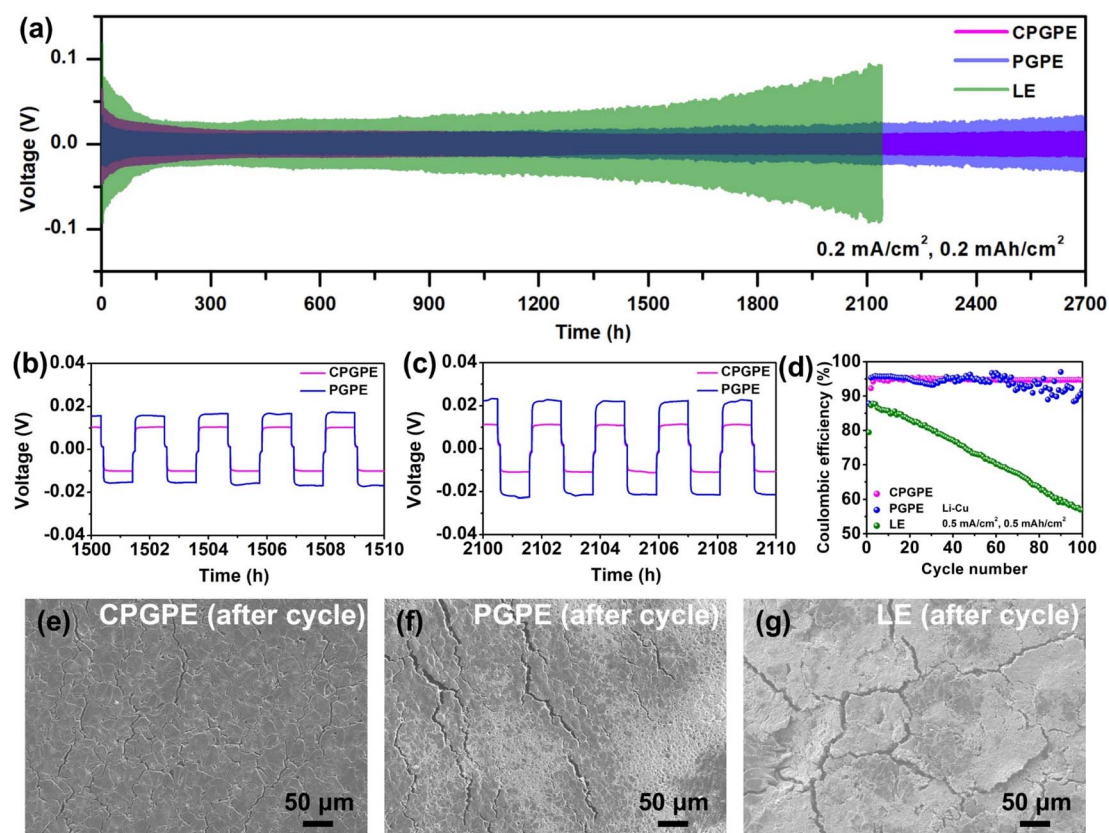 (a)
CPGPE
PGPE
LE
0.1
0.0
-0.1
Voltage (V)
0.2 mA/cm², 0.2 mAh/cm²
0 300 600 900 1200 1500 1800 2100 2400 2700
Time (h)
(b)
CPGPE
PGPE
0.04
0.02
0.00
-0.02
-0.04
Voltage (V)
1500 1502 1504 1506 1508 1510
Time (h)
(c)
CPGPE
PGPE
0.04
0.02
0.00
-0.02
-0.04
Voltage (V)
2100 2102 2104 2106 2108 2110
Time (h)
(d)
100
95
90
80
70
60
50
Coulombic efficiency (%)
CPGPE
PGPE
LE
Li-Cu
0.5 mA/cm², 0.5 mAh/cm²
0 20 40 60 80 100
Cycle number
(e) CPGPE (after cycle)
50 μm
(f) PGPE (after cycle)
50 μm
(g) LE (after cycle)
50 μm